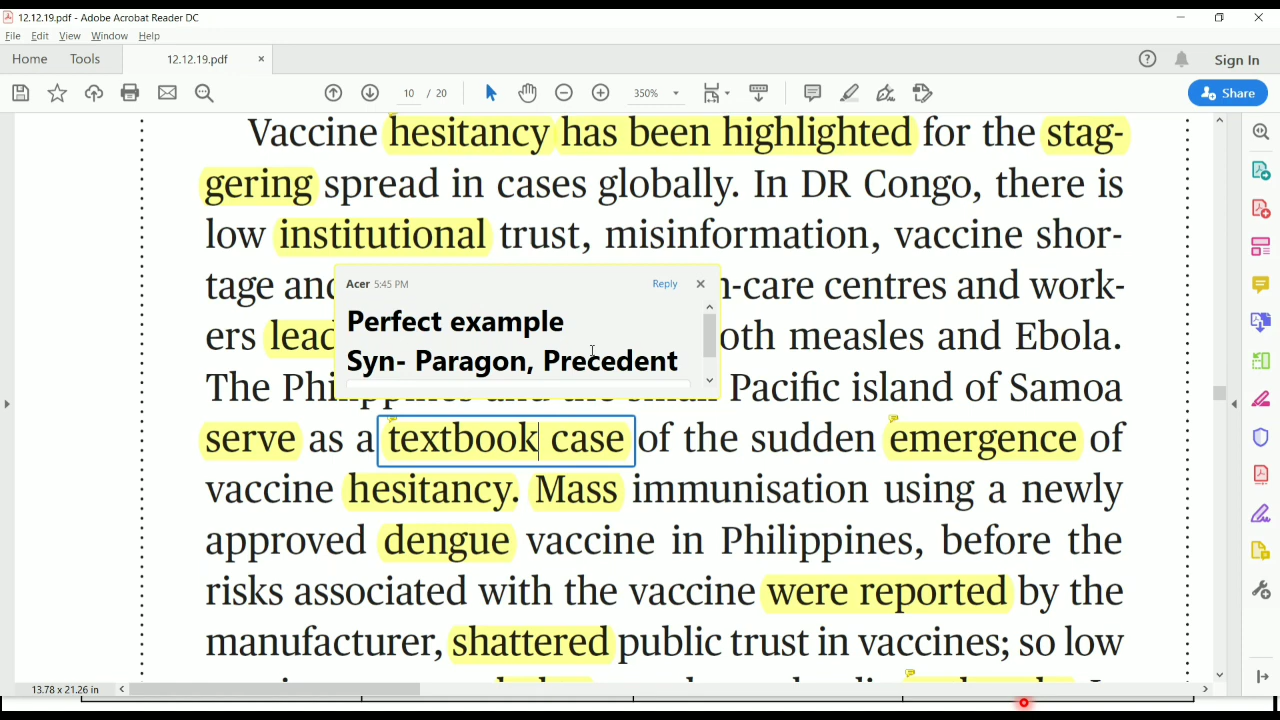 12.12.19.pdf - Adobe Acrobat Reader DC
File Edit View Window Help
Home Tools 12.12.19.pdf × Sign In
10 / 20 350% Share
Vaccine hesitancy has been highlighted for the stag-
gering spread in cases globally. In DR Congo, there is
low institutional trust, misinformation, vaccine shor-
tage and -care centres and work-
ers lead oth measles and Ebola.
The Philippines and the small Pacific island of Samoa
serve as a textbook case of the sudden emergence of
vaccine hesitancy. Mass immunisation using a newly
approved dengue vaccine in Philippines, before the
risks associated with the vaccine were reported by the
manufacturer, shattered public trust in vaccines; so low
Acer 5:45 PM Reply
Perfect example
Syn- Paragon, Precedent
13.78 x 21.26 in